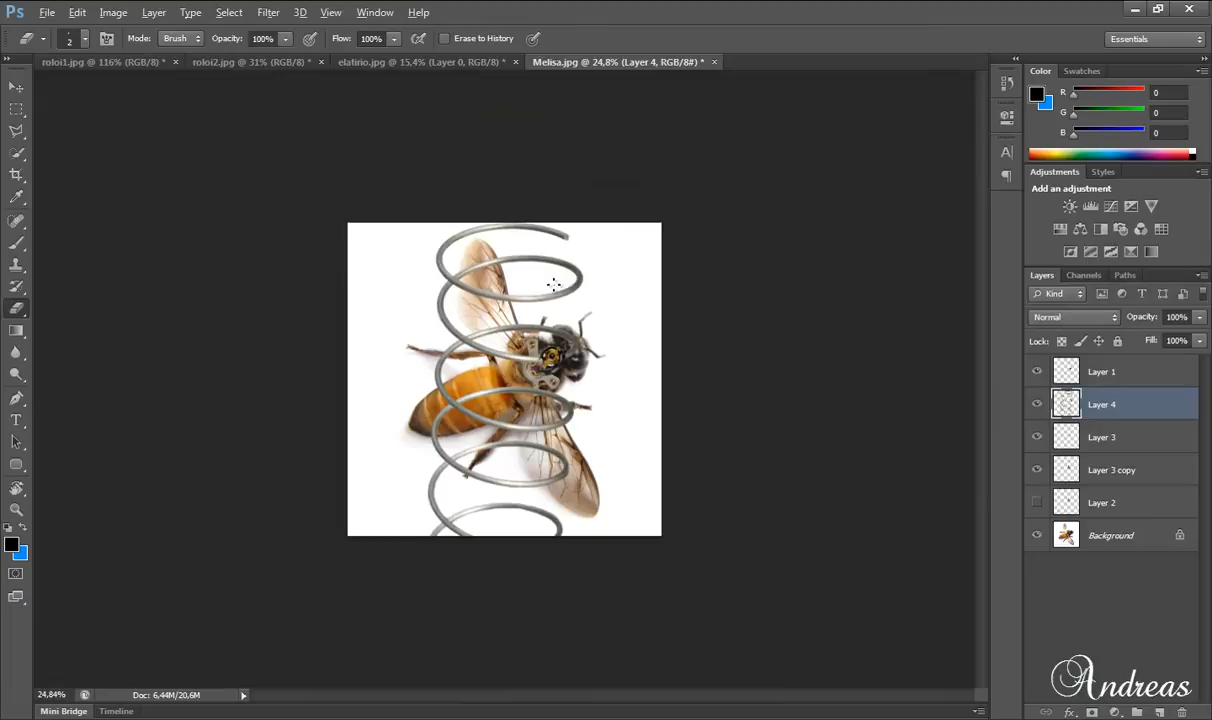 Ps File Edit Image Layer Type Select Filter 3D View Window Help
2 Mode: Brush Opacity: 100% Flow: 100% Erase to History Essentials
roloi1.jpg @ 116% (RGB/8) * × roloi2.jpg @ 31% (RGB/8) * × elatirio.jpg @ 15,4% (Layer 0, RGB/8) * × Melisa.jpg @ 24,8% (Layer 4, RGB/8#) * ×
Color Swatches
R 0
G 0
B 0
Adjustments Styles
Add an adjustment
Layers Channels Paths
Kind
Normal Opacity: 100%
Lock: Fill: 100%
Layer 1
Layer 4
Layer 3
Layer 3 copy
Layer 2
Background
Andreas
24,84% Doc: 6,44M/20,6M
Mini Bridge Timeline